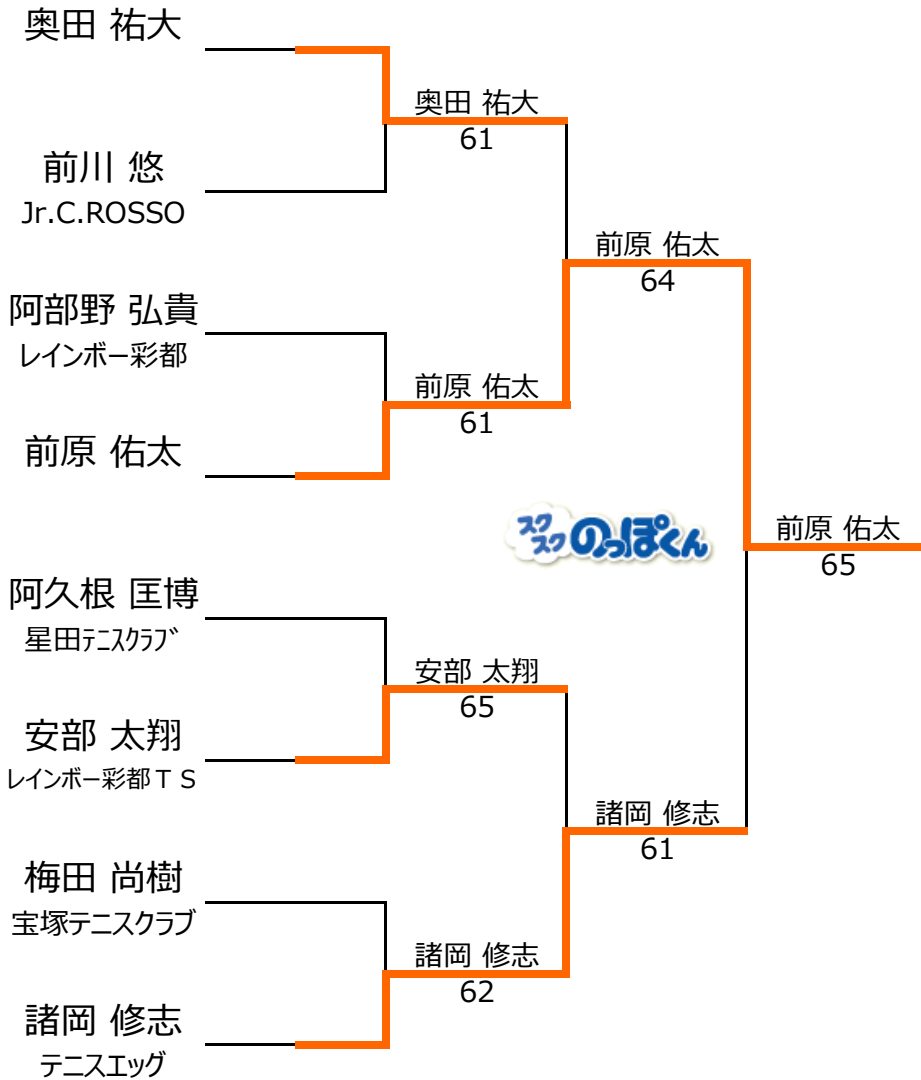 奥田 祐大
前川 悠
Jr.C.ROSSO
阿部野 弘貴
レインボー彩都
前原 佑太
阿久根 匡博
星田ﾃﾆｽｸﾗﾌﾞ
安部 太翔
レインボー彩都ＴＳ
梅田 尚樹
宝塚テニスクラブ
諸岡 修志
テニスエッグ
奥田 祐大
61
前原 佑太
61
安部 太翔
65
諸岡 修志
62
前原 佑太
64
諸岡 修志
61
スクスク のっぽくん
前原 佑太
65